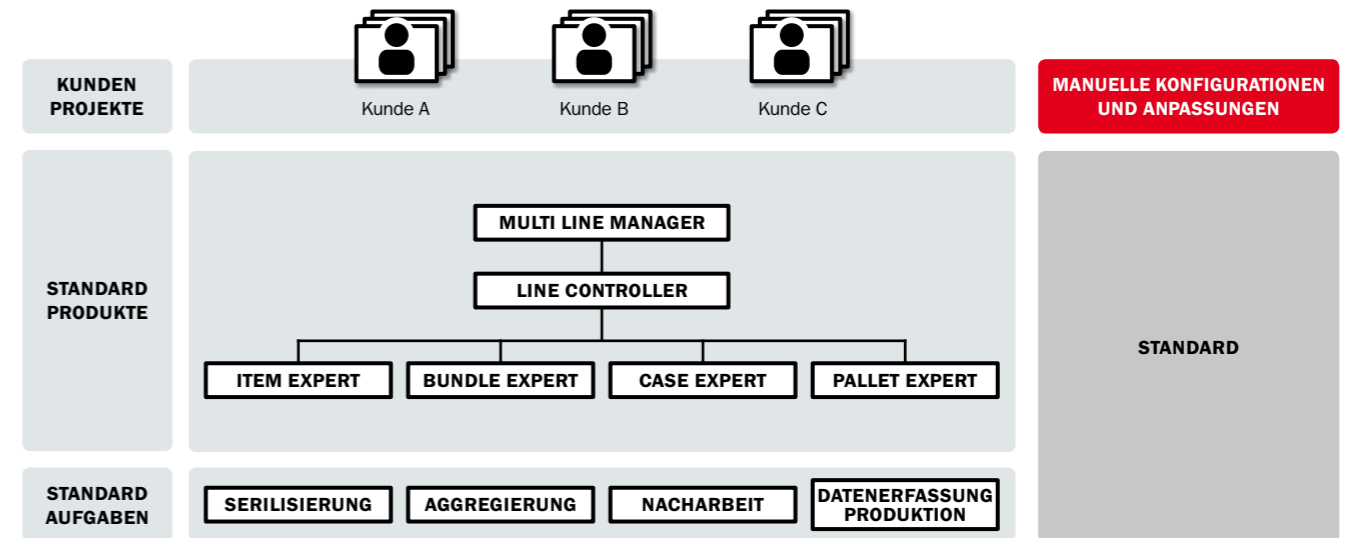 KUNDEN
PROJEKTE
Kunde A
Kunde B
Kunde C
MANUELLE KONFIGURATIONEN
UND ANPASSUNGEN
STANDARD
PRODUKTE
MULTI LINE MANAGER
LINE CONTROLLER
ITEM EXPERT
BUNDLE EXPERT
CASE EXPERT
PALLET EXPERT
STANDARD
STANDARD
AUFGABEN
SERILISIERUNG
AGGREGIERUNG
NACHARBEIT
DATENERFASSUNG
PRODUKTION